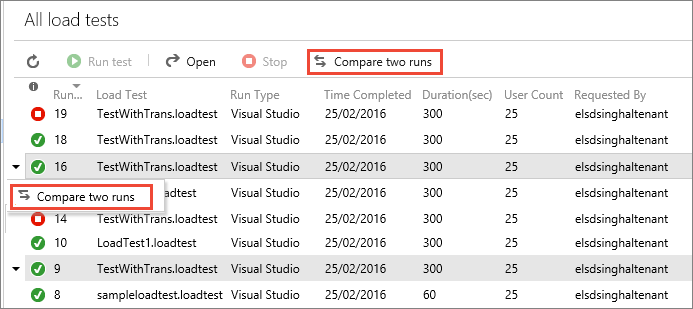 All load tests
Run test Open Stop Compare two runs
Run... Load Test Run Type Time Completed Duration(sec) User Count Requested By
19 TestWithTrans.loadtest Visual Studio 25/02/2016 300 25 elsdsinghaltenant
18 TestWithTrans.loadtest Visual Studio 25/02/2016 300 25 elsdsinghaltenant
16 TestWithTrans.loadtest Visual Studio 25/02/2016 300 25 elsdsinghaltenant
Compare two runs adtest Visual Studio 25/02/2016 300 25 elsdsinghaltenant
14 TestWithTrans.loadtest Visual Studio 25/02/2016 300 25 elsdsinghaltenant
10 LoadTest1.loadtest Visual Studio 25/02/2016 300 25 elsdsinghaltenant
9 TestWithTrans.loadtest Visual Studio 25/02/2016 300 25 elsdsinghaltenant
8 sampleloadtest.loadtest Visual Studio 25/02/2016 60 25 elsdsinghaltenant